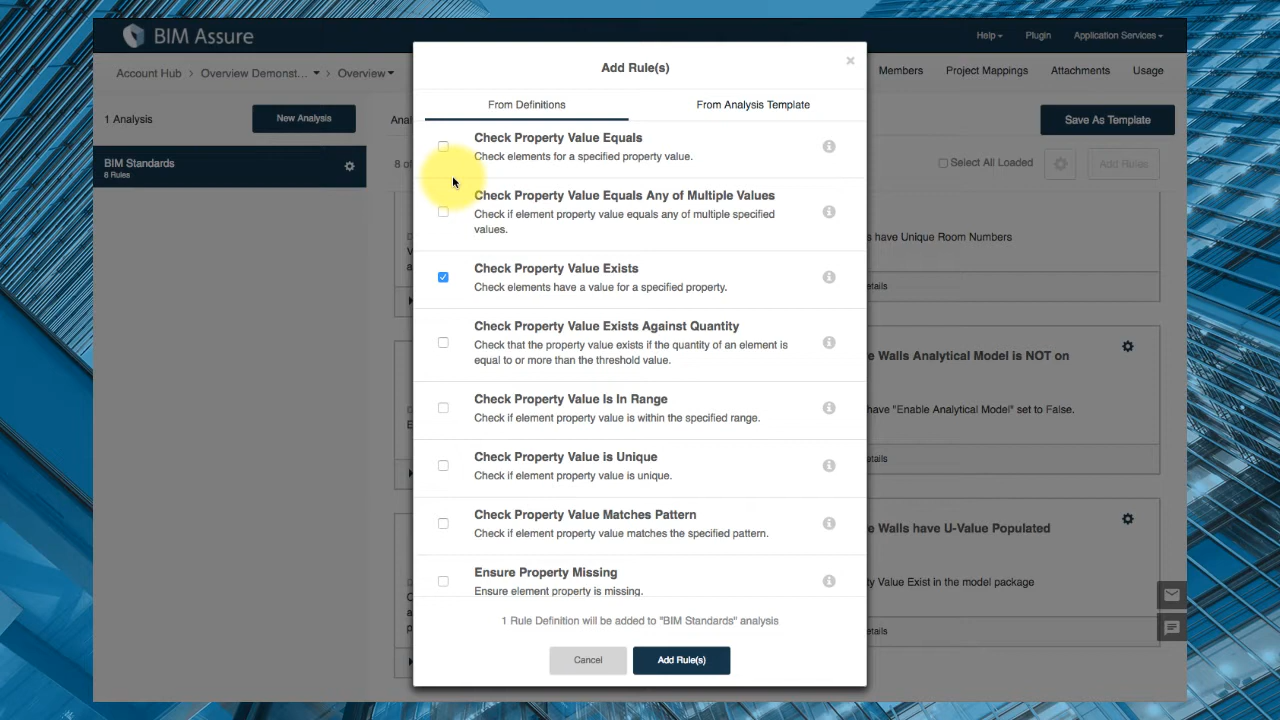 BIM Assure
Help
Plugin
Application Services
Account Hub > Overview Demonst... > Overview
Members
Project Mappings
Attachments
Usage
1 Analysis
New Analysis
BIM Standards
8 Rules
Save As Template
8 of
Select All Loaded
Add Rules
Add Rule(s)
From Definitions
From Analysis Template
Check Property Value Equals
Check elements for a specified property value.
Check Property Value Equals Any of Multiple Values
Check if element property value equals any of multiple specified
values.
Check Property Value Exists
Check elements have a value for a specified property.
Check Property Value Exists Against Quantity
Check that the property value exists if the quantity of an element is
equal to or more than the threshold value.
Check Property Value Is In Range
Check if element property value is within the specified range.
Check Property Value is Unique
Check if element property value is unique.
Check Property Value Matches Pattern
Check if element property value matches the specified pattern.
Ensure Property Missing
Ensure element property is missing.
1 Rule Definition will be added to "BIM Standards" analysis
Cancel
Add Rule(s)
have Unique Room Numbers
Walls Analytical Model is NOT on
have "Enable Analytical Model" set to False.
Walls have U-Value Populated
Value Exist in the model package